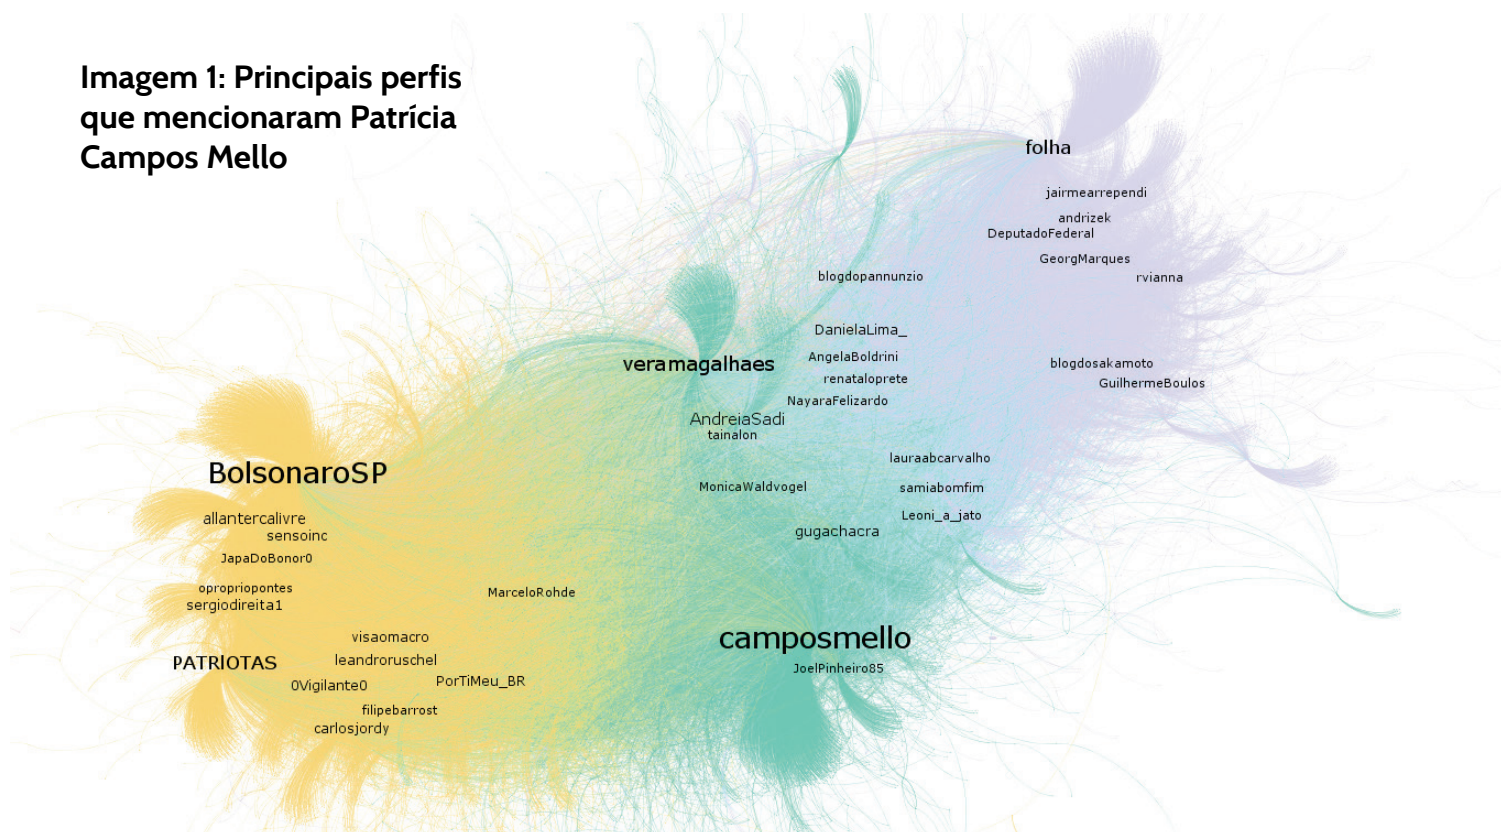 Imagem 1: Principais perfis
que mencionaram Patrícia
Campos Mello
folha
jairmearrependi
andrizek
DeputadoFederal
GeorgMarques
rvianna
blogdopannunzio
DanielaLima_
AngelaBoldrini
renataloprete
NayaraFelizardo
blogdosakamoto
GuilhermeBoulos
veramagalhaes
AndreiaSadi
tainalon
lauraabcarvalho
MonicaWaldvogel
samiabomfim
Leoni_a_jato
gugachacra
BolsonaroSP
allantercalivre
sensoinc
JapaDoBonor0
opropriopontes
sergiodireita1
MarceloRohde
visaomacro
PATRIOTAS
leandroruschel
0Vigilante0
PorTiMeu_BR
filipebarrost
carlosjordy
camposmello
JoelPinheiro85